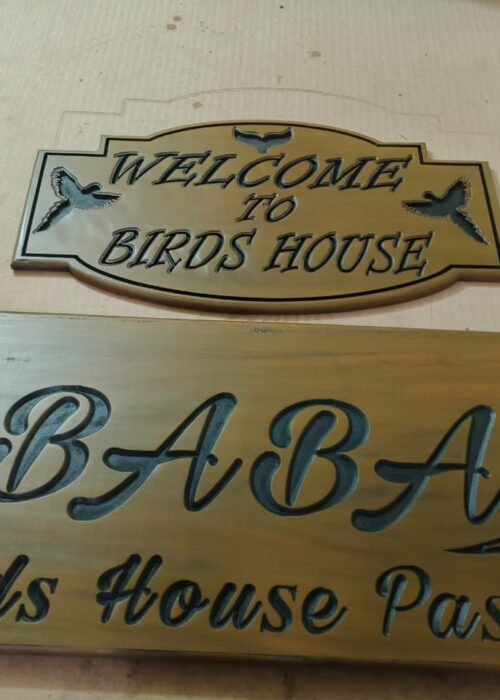 WELCOME
TO
BIRDS HOUSE
BABA
ds House Pas